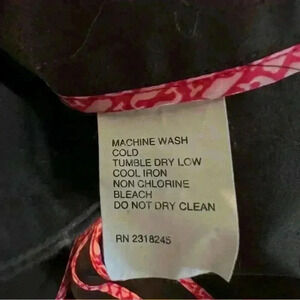 MACHINE WASH
COLD
TUMBLE DRY LOW
COOL IRON
NON CHLORINE
BLEACH
DO NOT DRY CLEAN
RN 2318245